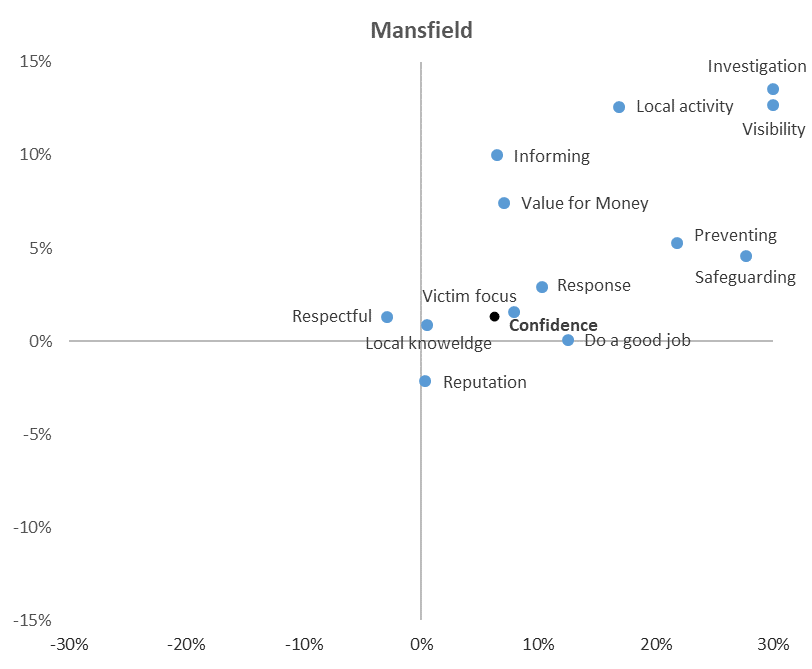 Mansfield
15%
Investigation
Local activity
Visibility
10%
Informing
Value for Money
Preventing
5%
Safeguarding
Response
Victim focus
Respectful
Confidence
0%
Local knoweldge
Do a good job
Reputation
-5%
-10%
-15%
-30%
-20%
-10%
0%
10%
20%
30%